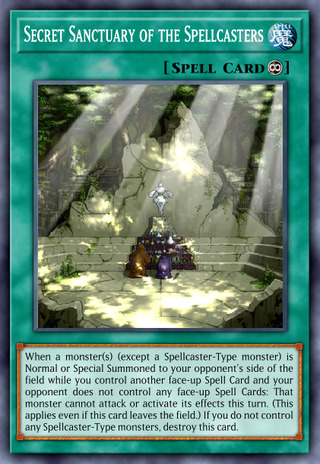 Secret Sanctuary of the Spellcasters
魔
[Spell Card]
When a monster(s) (except a Spellcaster-Type monster) is
Normal or Special Summoned to your opponent's side of the
field while you control another face-up Spell Card and your
opponent does not control any face-up Spell Cards: That
monster cannot attack or activate its effects this turn. (This
applies even if this card leaves the field.) If you do not control
any Spellcaster-Type monsters, destroy this card.